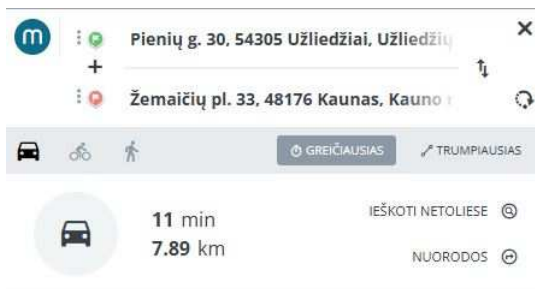 m
Pienių g. 30, 54305 Užliedžiai, Užliedžių
Žemaičių pl. 33, 48176 Kaunas, Kauno
GREIČIAUSIAS
TRUMPIAUSIAS
11 min
7.89 km
IEŠKOTI NETOLIESE
NUORODOS